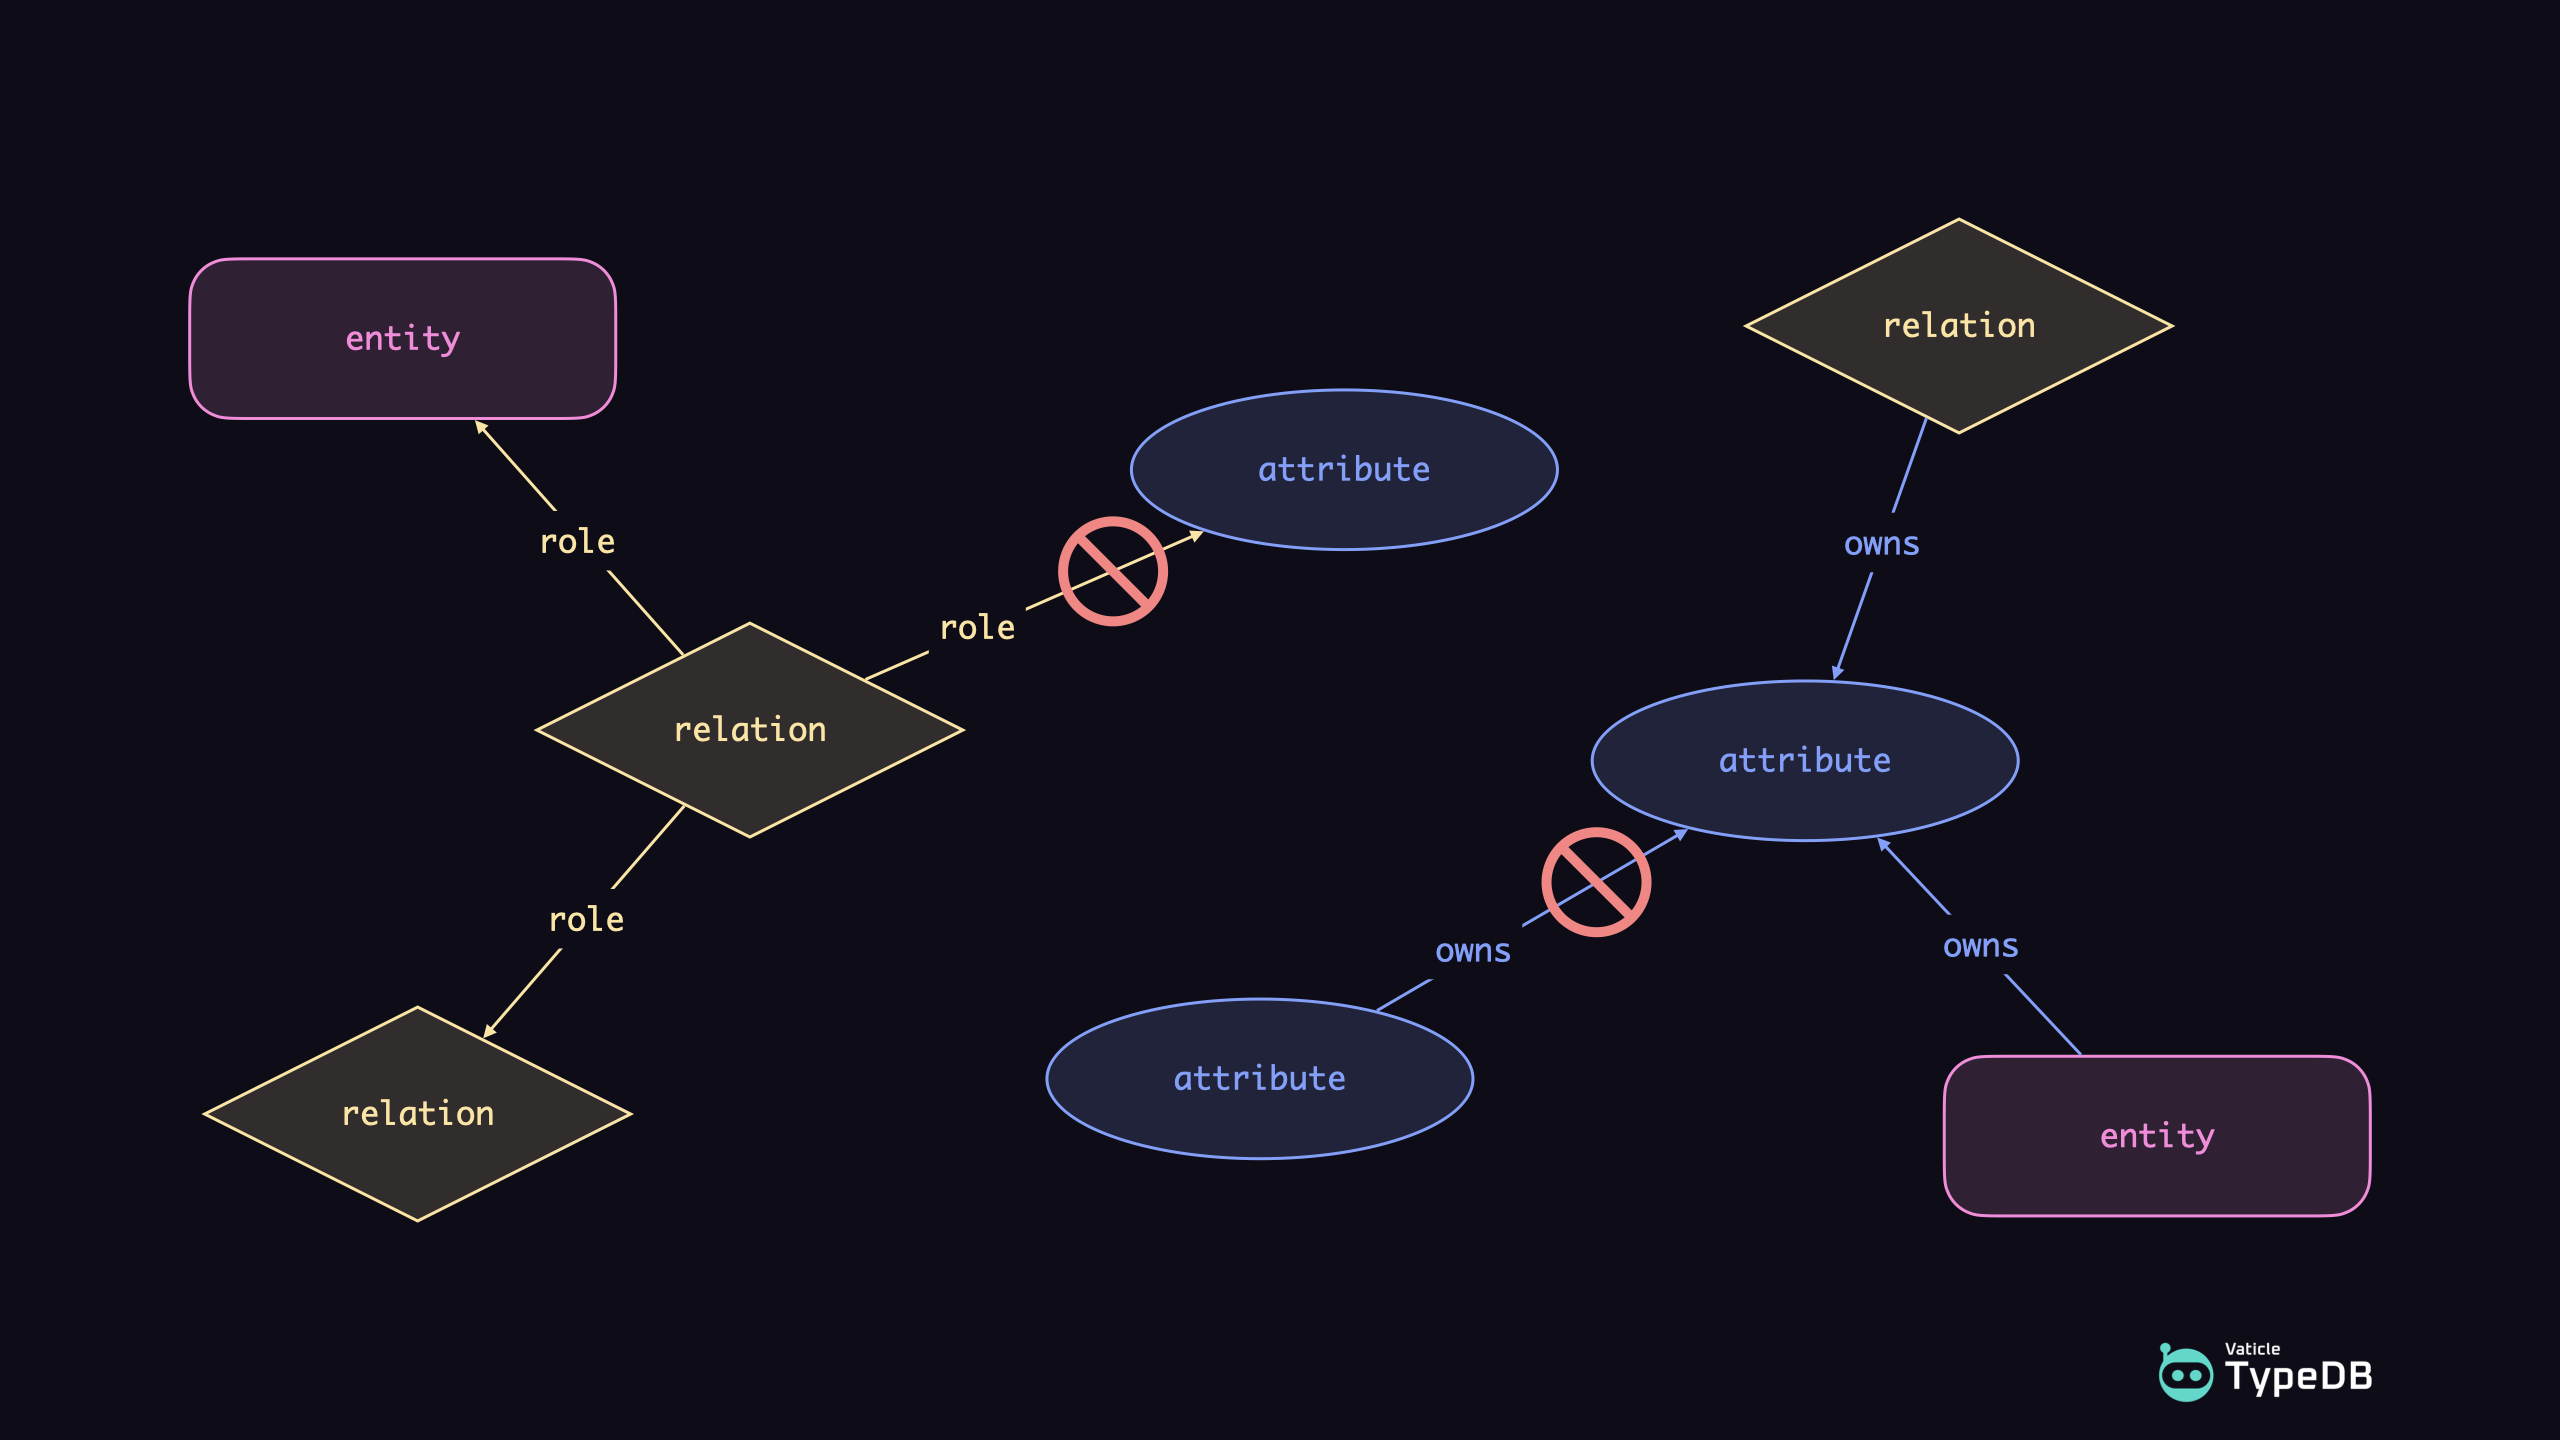 entity
role
relation
role
relation
role
attribute
relation
owns
attribute
owns
attribute
owns
entity
Vaticle
TypeDB